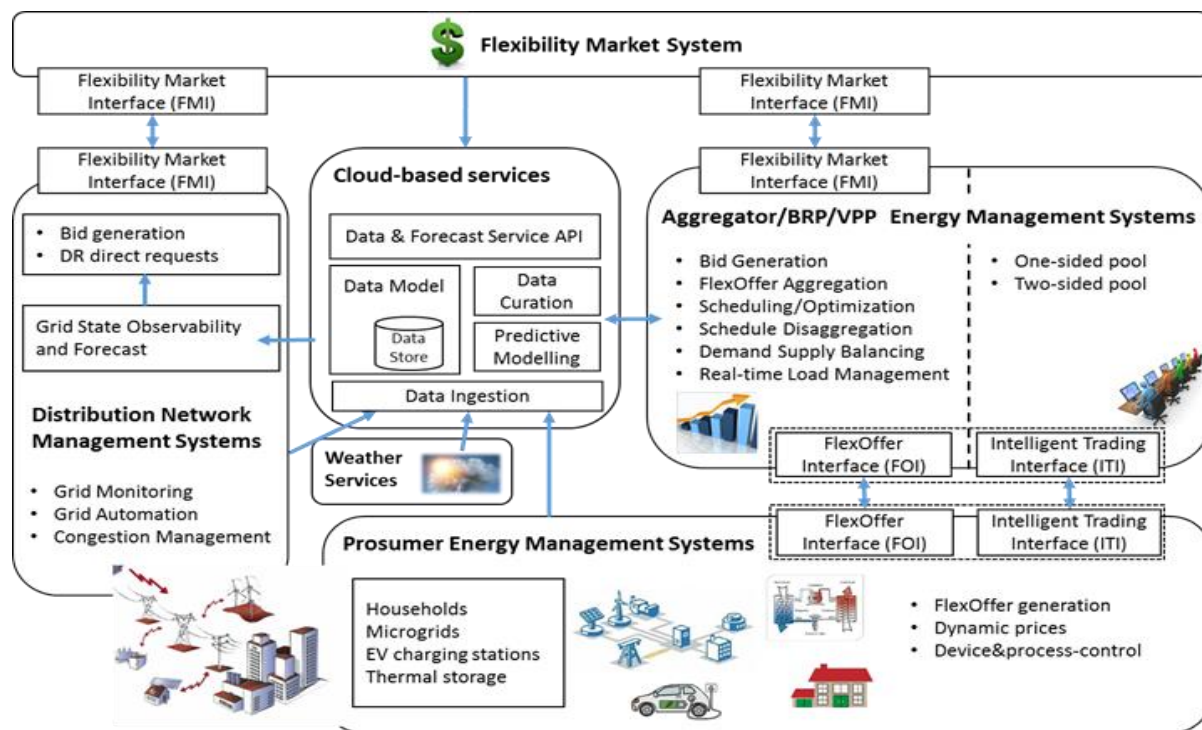 Flexibility Market System
Flexibility Market
Interface (FMI)
Flexibility Market
Interface (FMI)
Flexibility Market
Interface (FMI)
Flexibility Market
Interface (FMI)
• Bid generation
• DR direct requests
Grid State Observability
and Forecast
Distribution Network
Management Systems
• Grid Monitoring
• Grid Automation
• Congestion Management
Cloud-based services
Data & Forecast Service API
Data Model
Data
Store
Data
Curation
Predictive
Modelling
Data Ingestion
Weather
Services
Aggregator/BRP/VPP Energy Management Systems
• Bid Generation
• FlexOffer Aggregation
• Scheduling/Optimization
• Schedule Disaggregation
• Demand Supply Balancing
• Real-time Load Management
• One-sided pool
• Two-sided pool
FlexOffer
Interface (FOI)
Intelligent Trading
Interface (ITI)
FlexOffer
Interface (FOI)
Intelligent Trading
Interface (ITI)
Prosumer Energy Management Systems
Households
Microgrids
EV charging stations
Thermal storage
• FlexOffer generation
• Dynamic prices
• Device&process-control